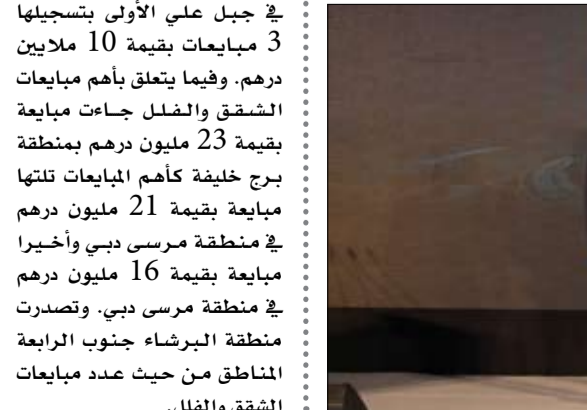 في جبل علي الأولى بتسجيلها
3 مبايعات بقيمة 10 ملايين
درهم. وفيما يتعلق بأهم مبايعات
الشقق والفلل جاءت مبايعة
بقيمة 23 مليون درهم بمنطقة
برج خليفة كأهم المبايعات تلتها
مبايعة بقيمة 21 مليون درهم
في منطقة مرسى دبي وأخيرا
مبايعة بقيمة 16 مليون درهم
في منطقة مرسى دبي. وتصدرت
منطقة البرشاء جنوب الرابعة
المناطق من حيث عدد مبايعات
الشقق والفلل.